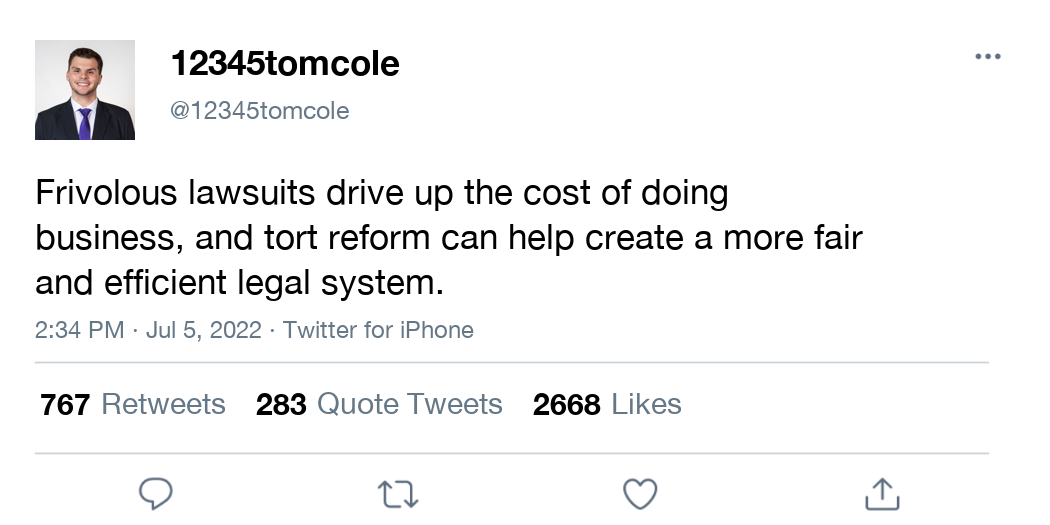 12345tomcole
@12345tomcole
Frivolous lawsuits drive up the cost of doing
business, and tort reform can help create a more fair
and efficient legal system.
2:34 PM · Jul 5, 2022 · Twitter for iPhone
767 Retweets 283 Quote Tweets 2668 Likes